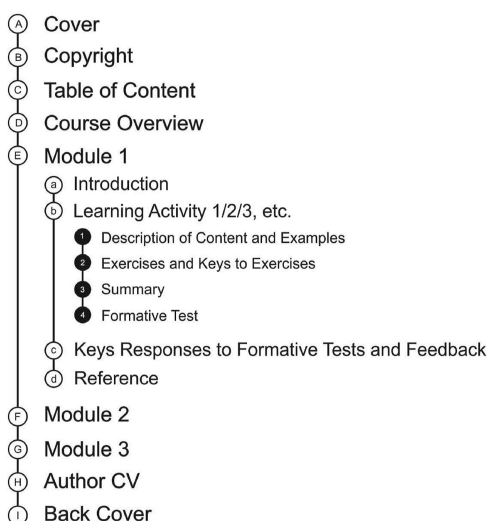 A Cover
B Copyright
C Table of Content
D Course Overview
E Module 1
a Introduction
b Learning Activity 1/2/3, etc.
1 Description of Content and Examples
2 Exercises and Keys to Exercises
3 Summary
4 Formative Test
c Keys Responses to Formative Tests and Feedback
d Reference
F Module 2
G Module 3
H Author CV
I Back Cover